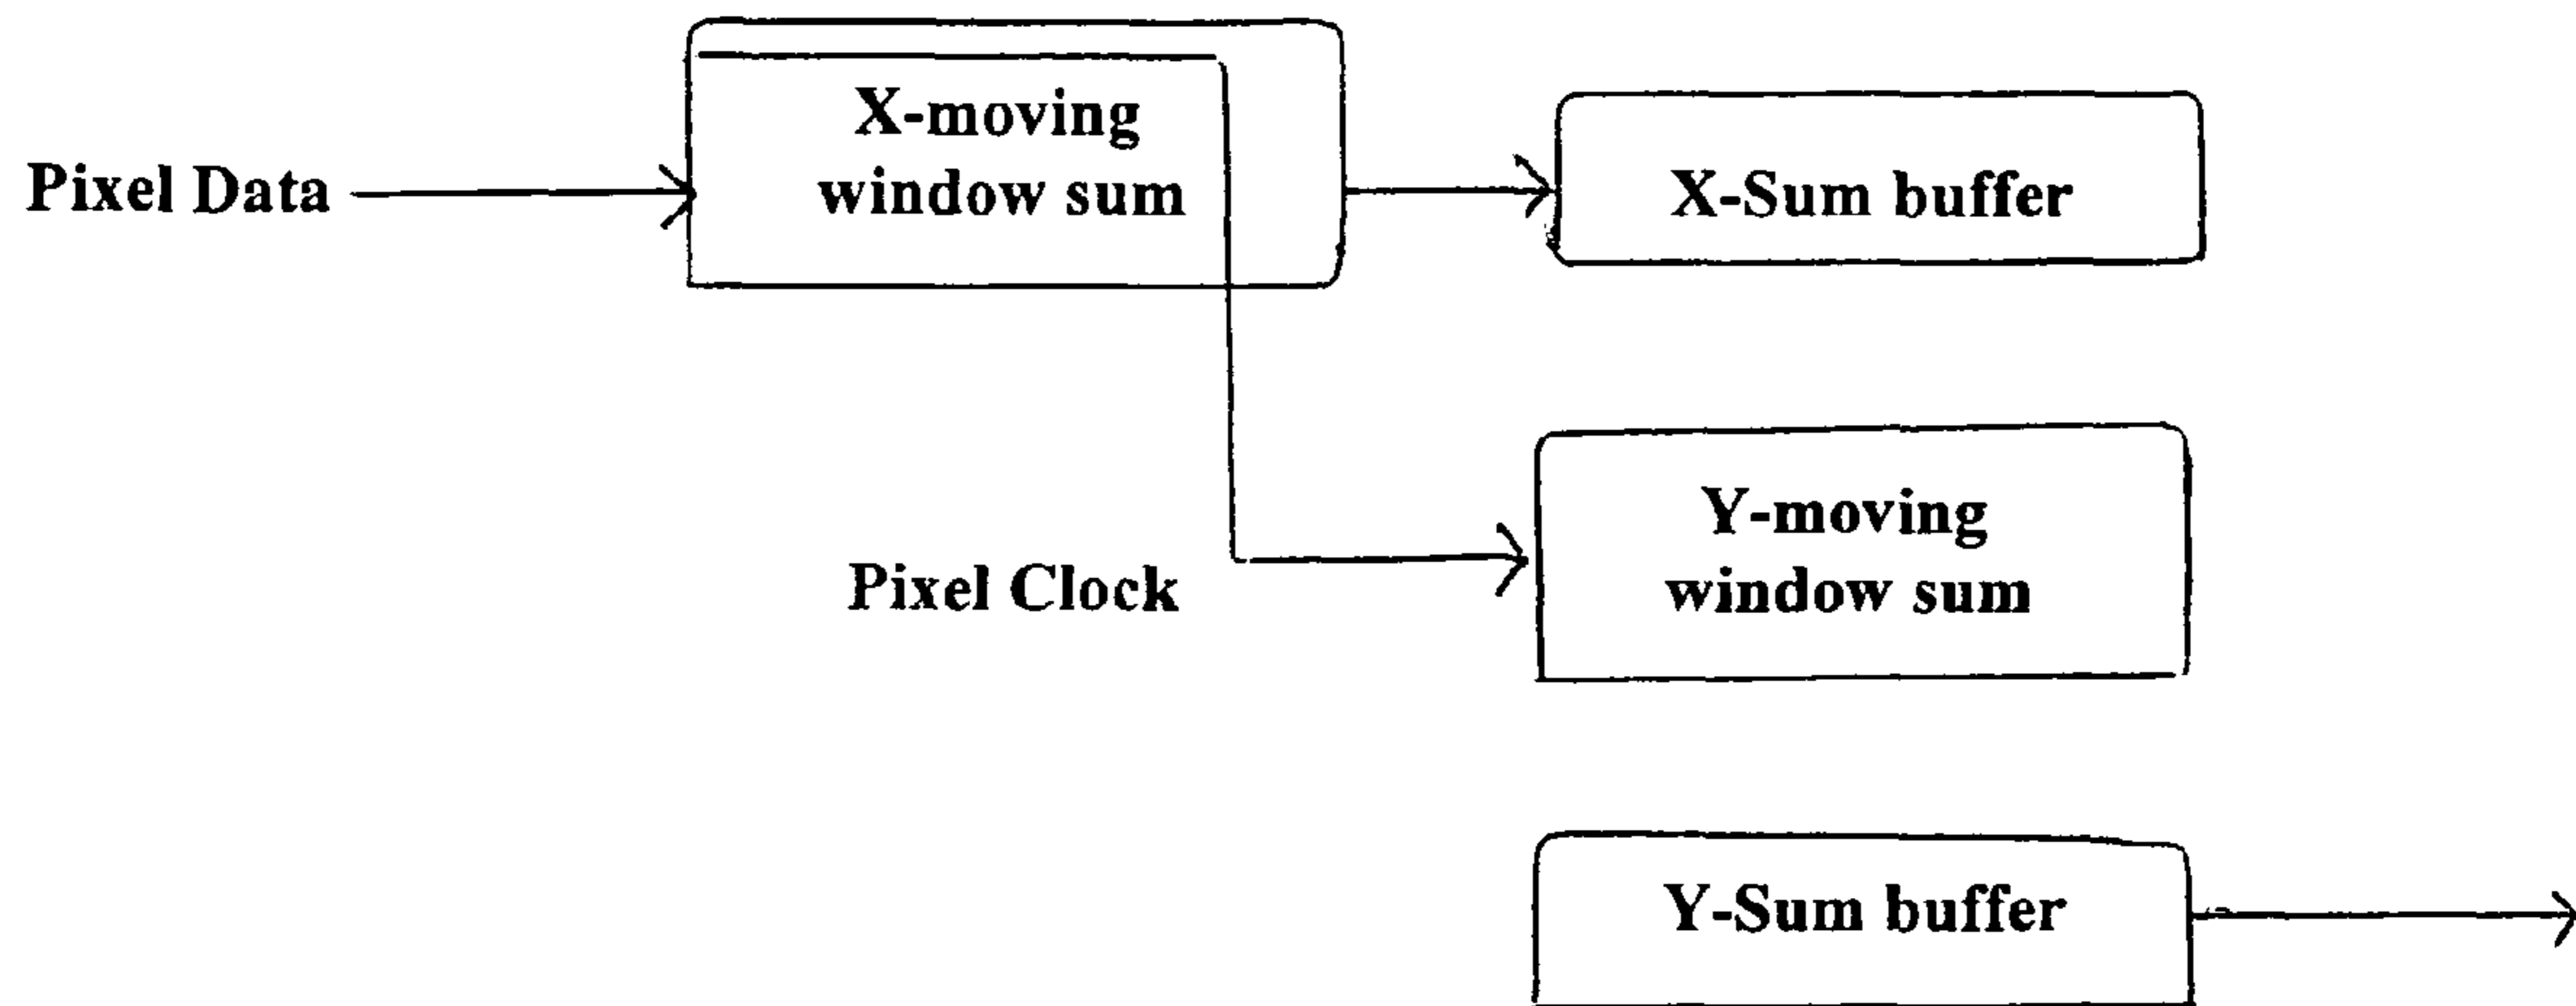 X-moving
window sum
Pixel Data
X-Sum buffer
Y-moving
window sum
Pixel Clock
Y-Sum buffer